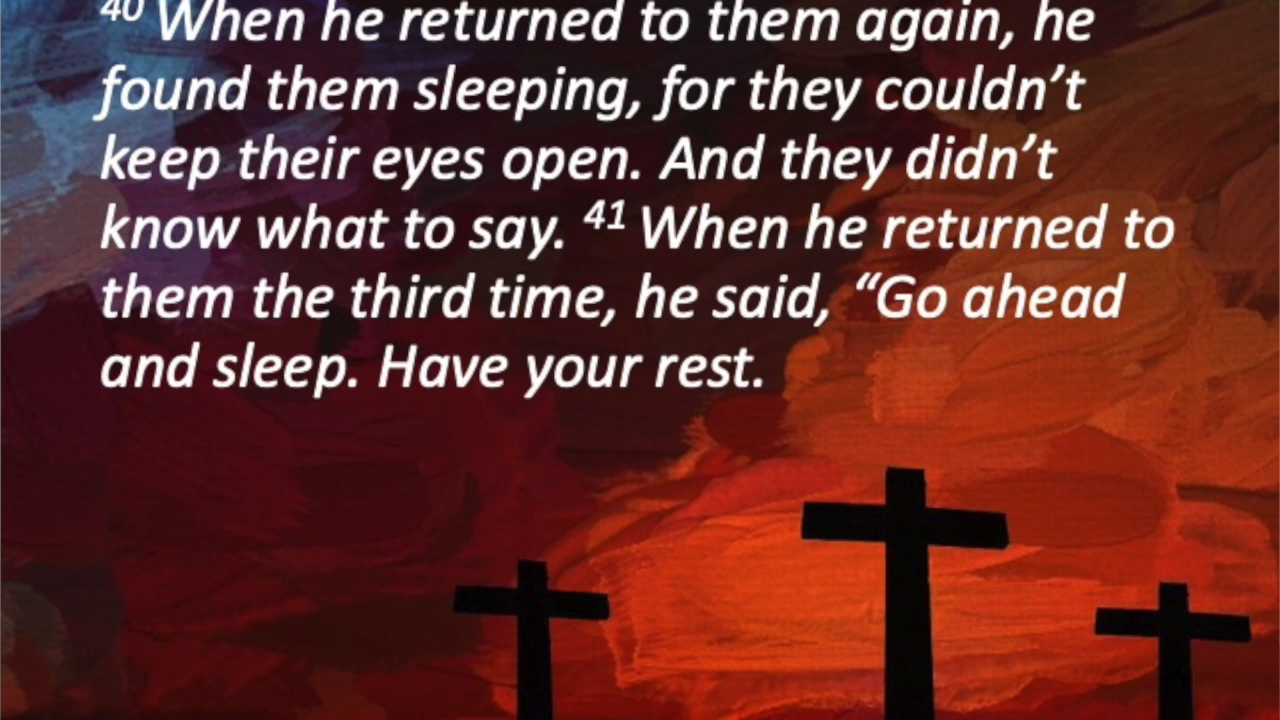 40 When he returned to them again, he
found them sleeping, for they couldn’t
keep their eyes open. And they didn’t
know what to say. 41 When he returned to
them the third time, he said, “Go ahead
and sleep. Have your rest.